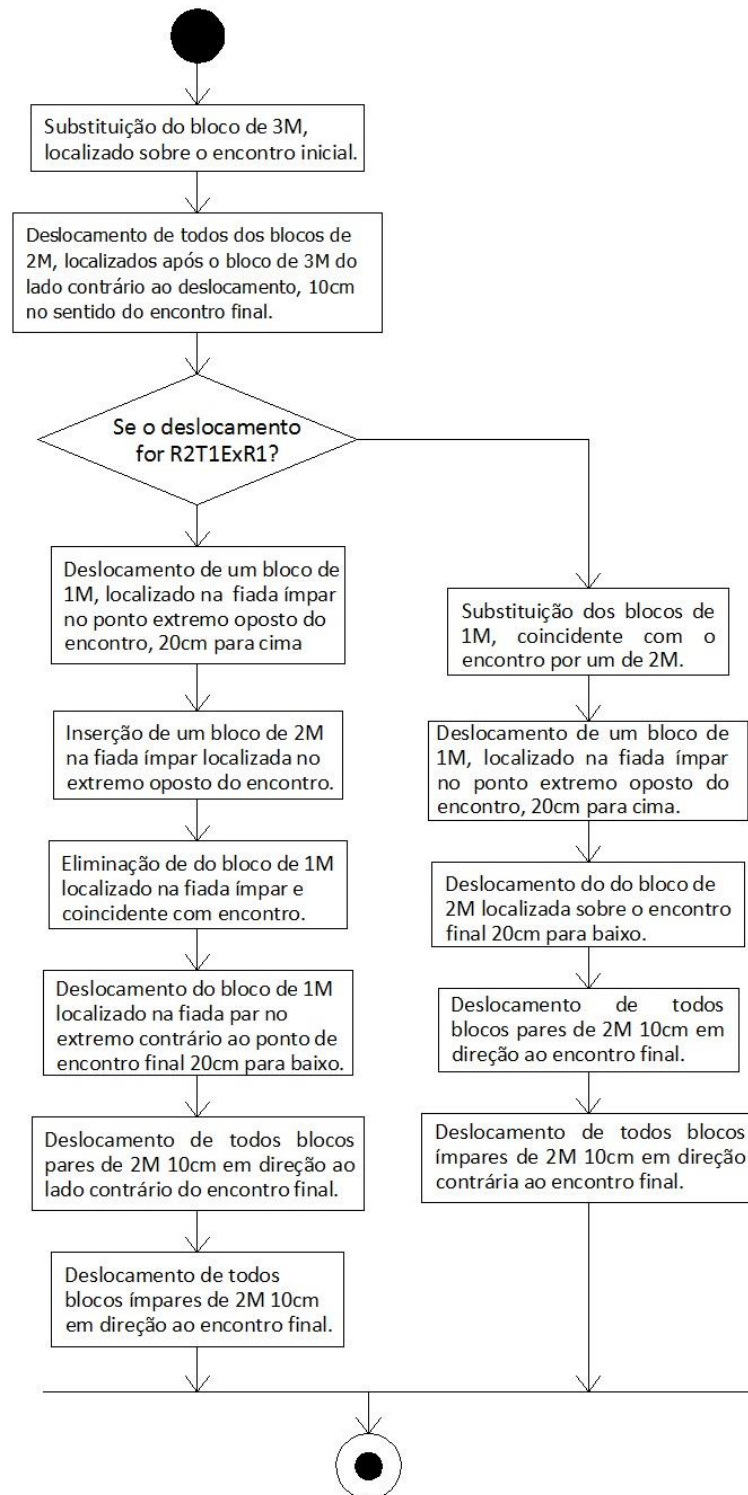 Substituição do bloco de 3M,
localizado sobre o encontro inicial.
Deslocamento de todos dos blocos de
2M, localizados após o bloco de 3M do
lado contrário ao deslocamento, 10cm
no sentido do encontro final.
Se o deslocamento
for R2T1ExR1?
Deslocamento de um bloco de
1M, localizado na fiada ímpar
no ponto extremo oposto do
encontro, 20cm para cima
Inserção de um bloco de 2M
na fiada ímpar localizada no
extremo oposto do encontro.
Eliminação de do bloco de 1M
localizado na fiada ímpar e
coincidente com encontro.
Deslocamento do bloco de 1M
localizado na fiada par no
extremo contrário ao ponto de
encontro final 20cm para baixo.
Deslocamento de todos blocos
pares de 2M 10cm em direção ao
lado contrário do encontro final.
Deslocamento de todos
blocos ímpares de 2M 10cm
em direção ao encontro final.
Substituição dos blocos de
1M, coincidente com o
encontro por um de 2M.
Deslocamento de um bloco de
1M, localizado na fiada ímpar
no ponto extremo oposto do
encontro, 20cm para cima.
Deslocamento do do bloco de
2M localizada sobre o encontro
final 20cm para baixo.
Deslocamento de todos
blocos pares de 2M 10cm em
direção ao encontro final.
Deslocamento de todos blocos
ímpares de 2M 10cm em direção
contrária ao encontro final.